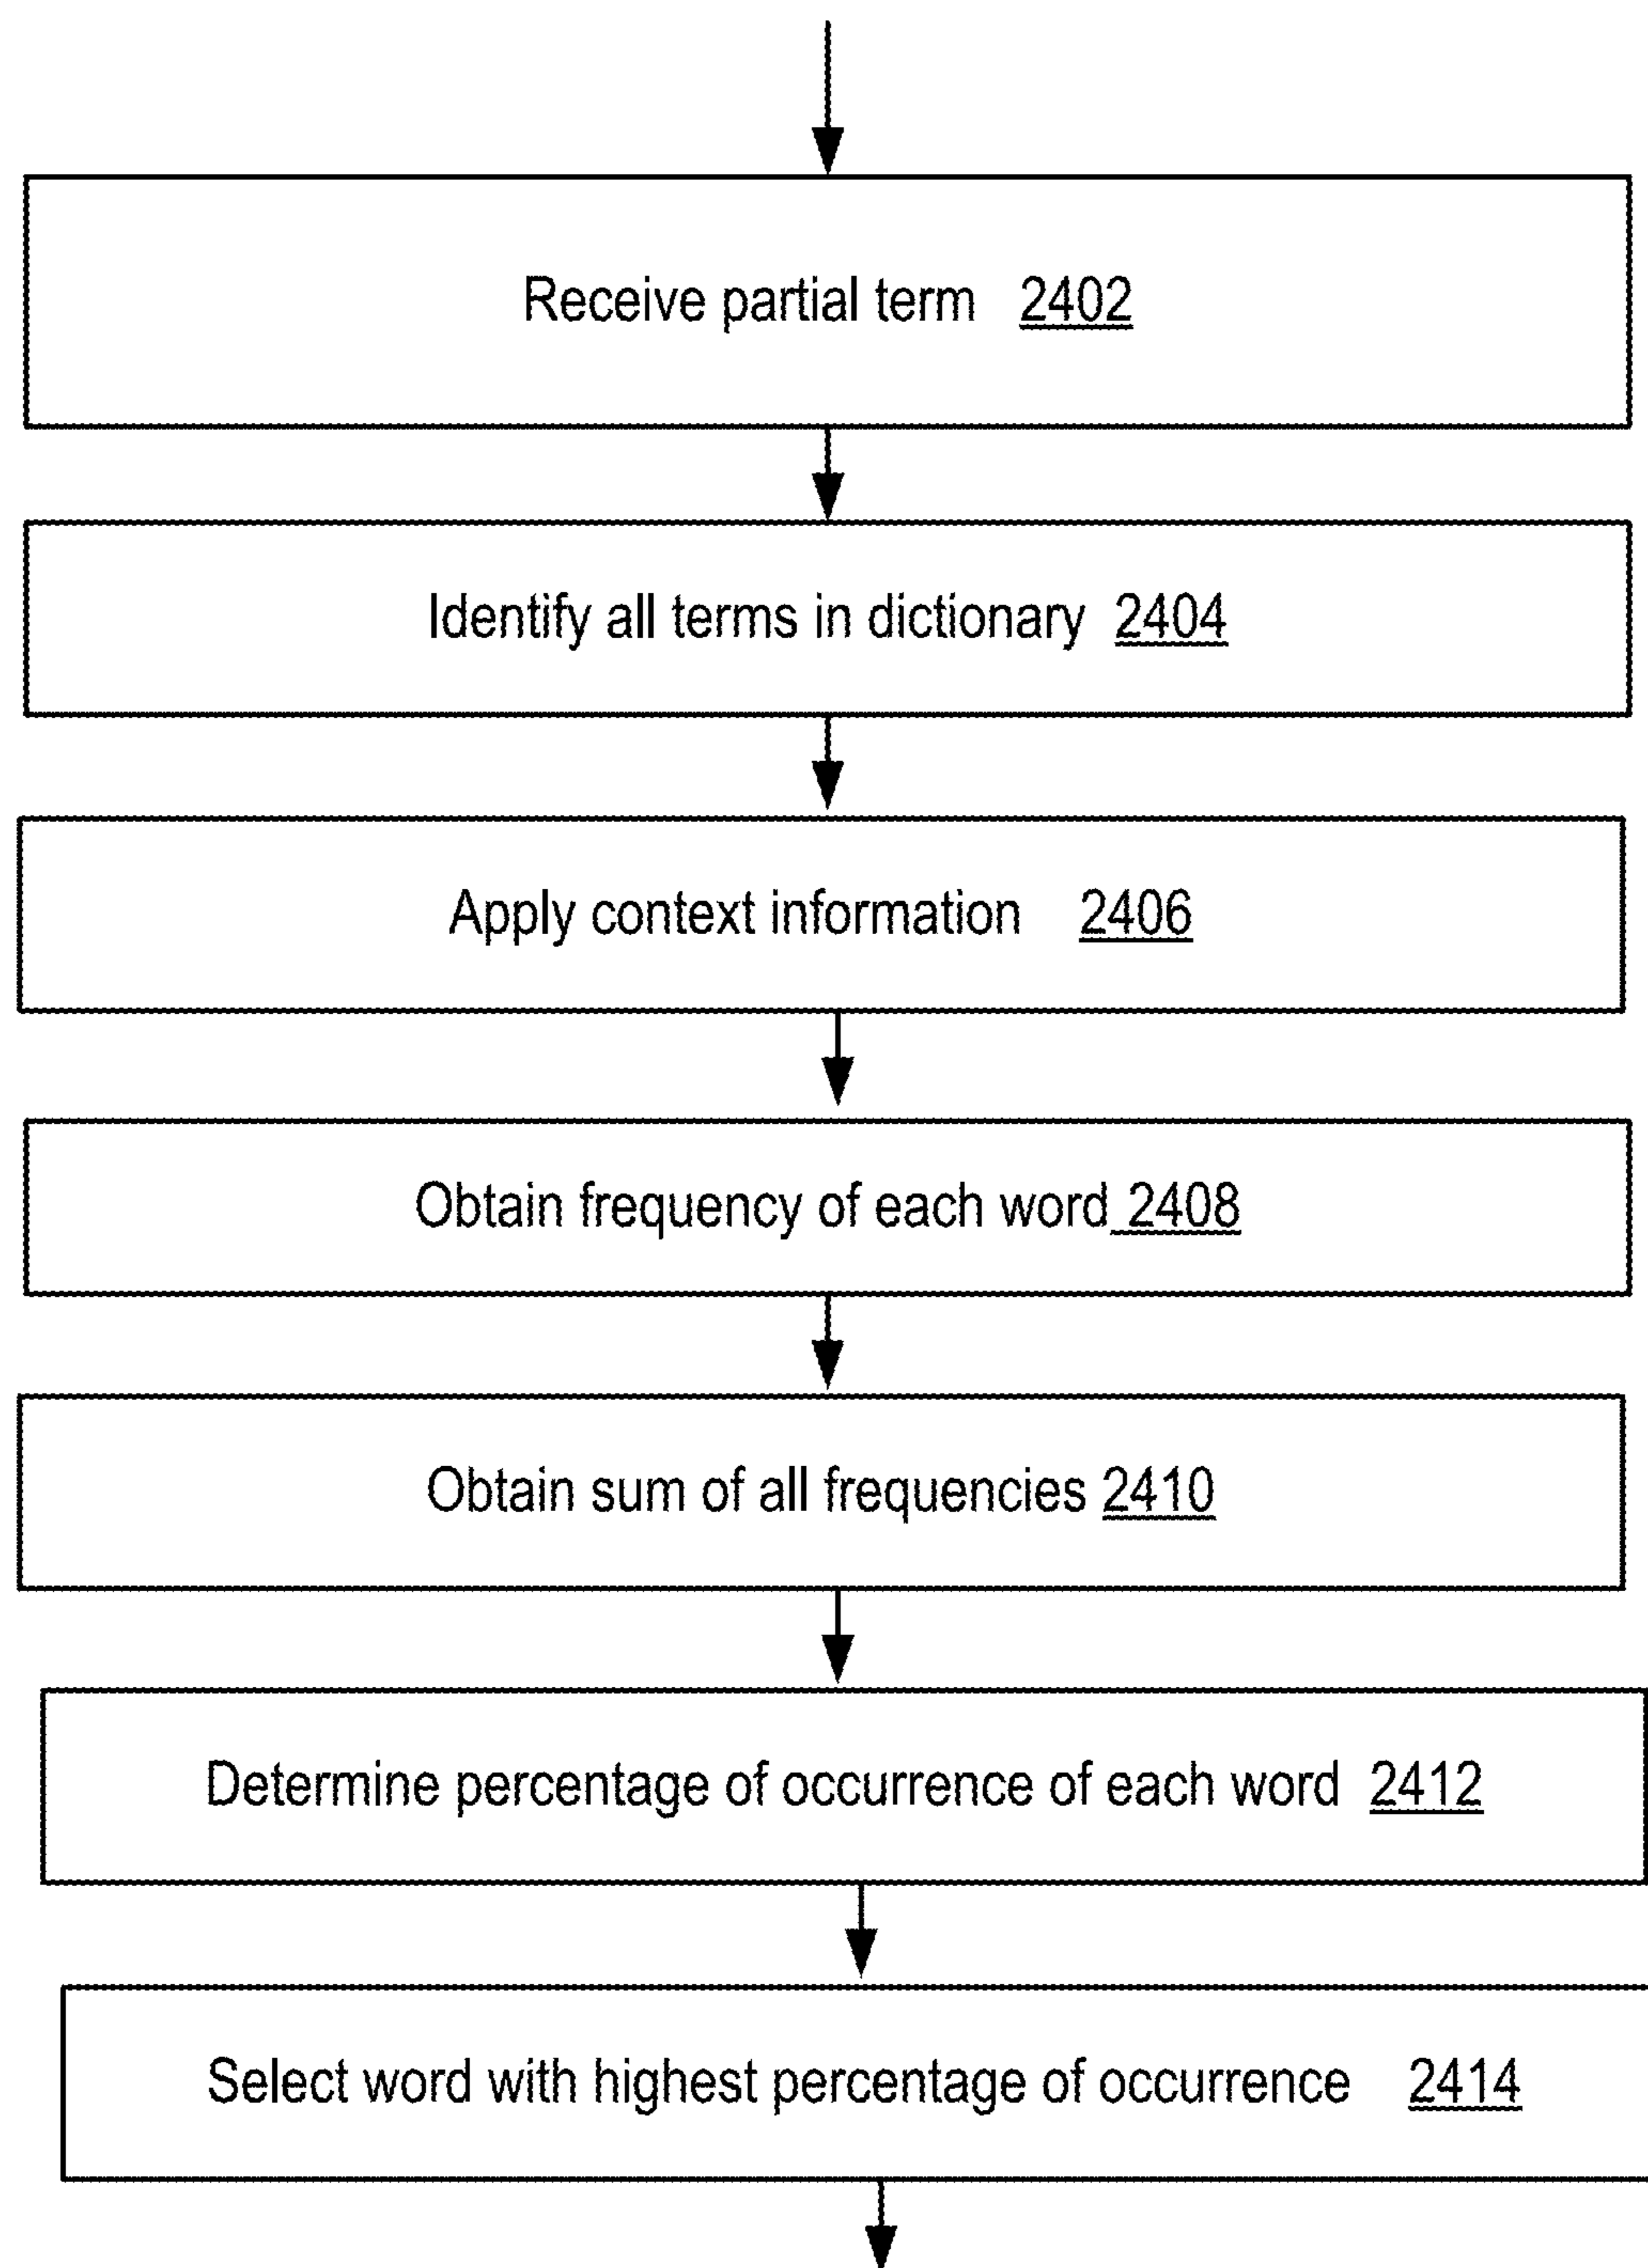 Receive partial term 2402
Identify all terms in dictionary 2404
Apply context information 2406
Obtain frequency of each word 2408
Obtain sum of all frequencies 2410
Determine percentage of occurrence of each word 2412
Select word with highest percentage of occurrence 2414